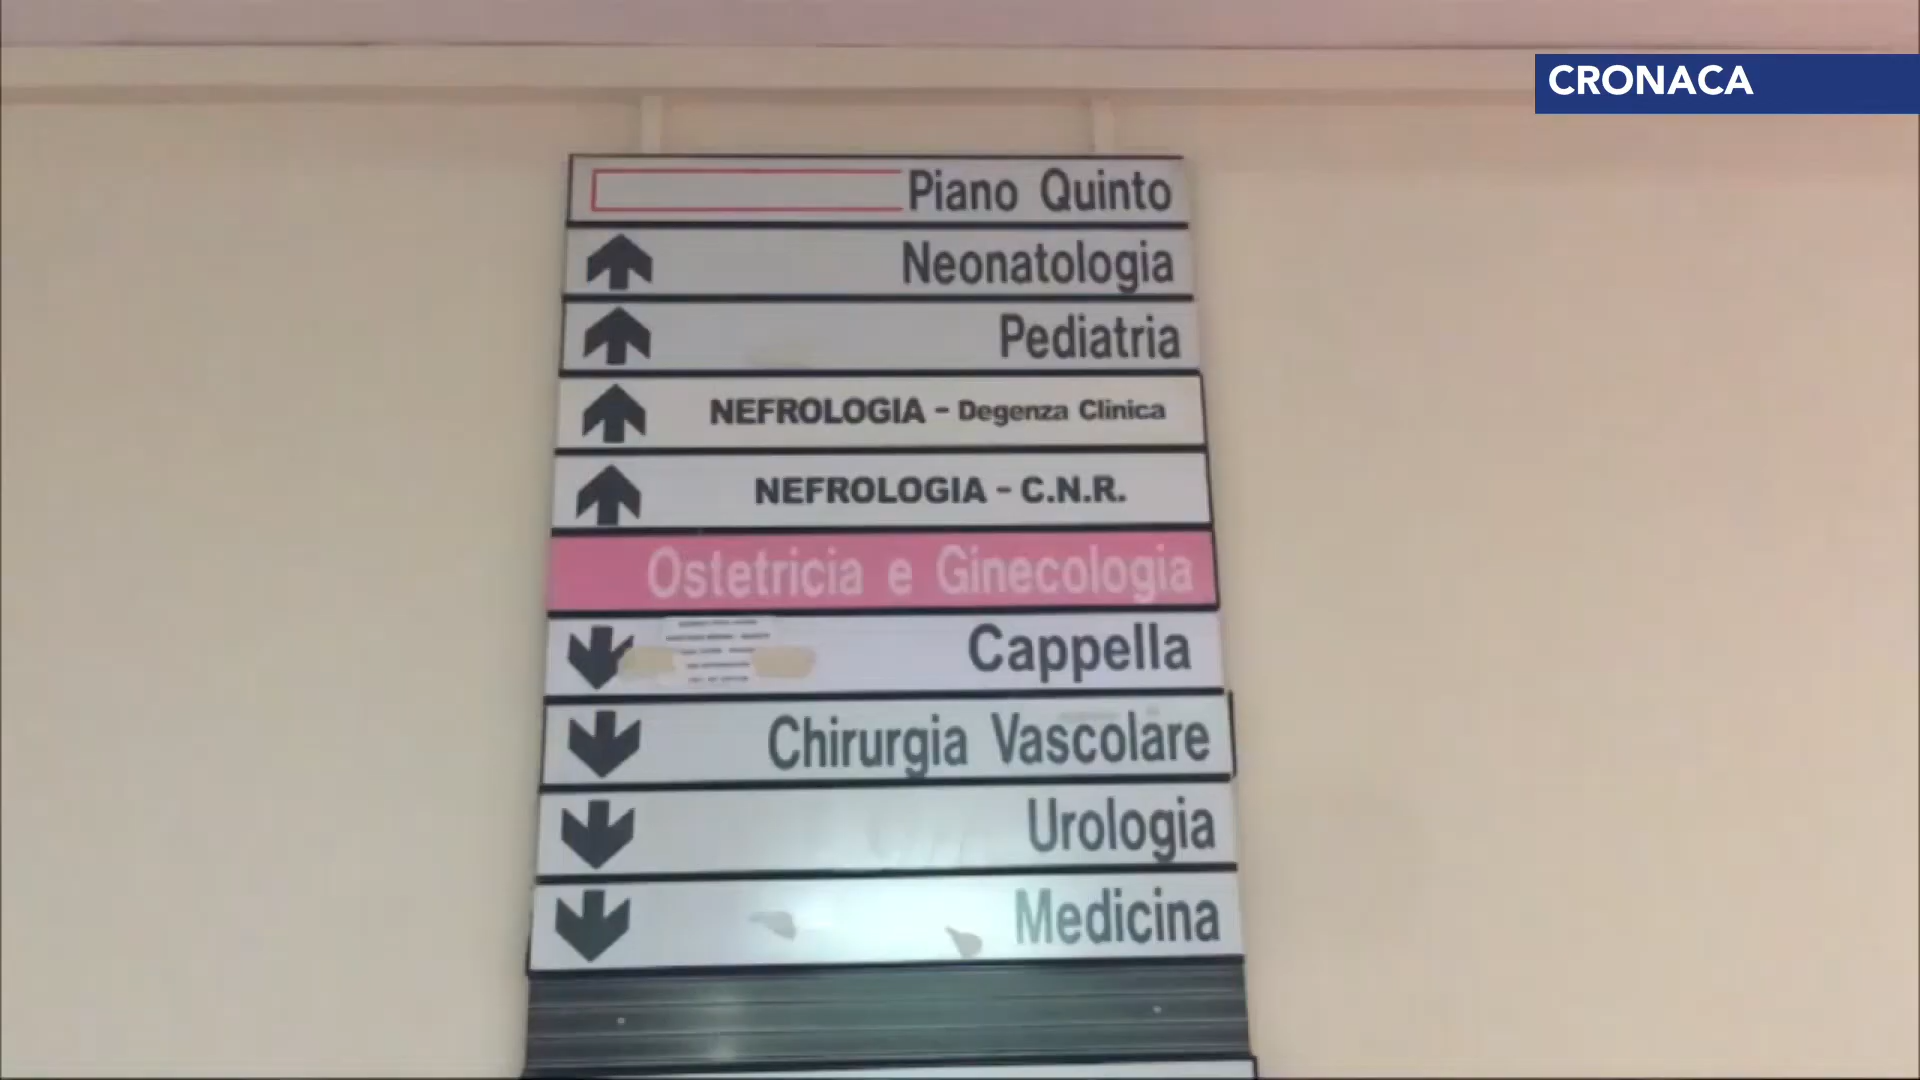 CRONACA
Piano Quinto
Neonatologia
Pediatria
NEFROLOGIA - Degenza Clinica
NEFROLOGIA - C.N.R.
Ostetricia e Ginecologia
Cappella
Chirurgia Vascolare
Urologia
Medicina